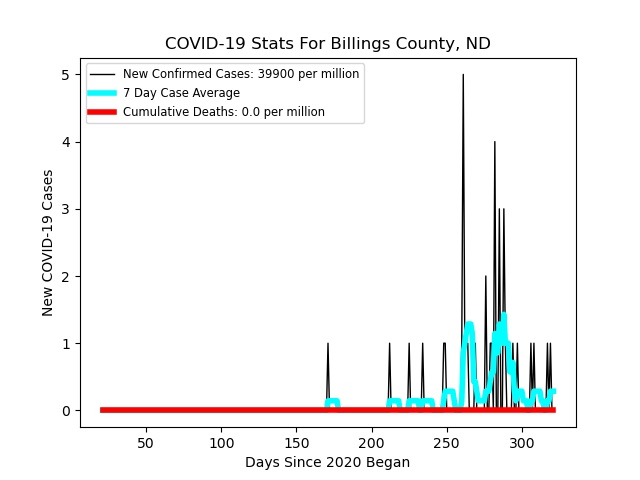 COVID-19 Stats For Billings County, ND
New Confirmed Cases: 39900 per million
7 Day Case Average
Cumulative Deaths: 0.0 per million
New COVID-19 Cases
5
4
3
2
1
0
50 100 150 200 250 300
Days Since 2020 Began